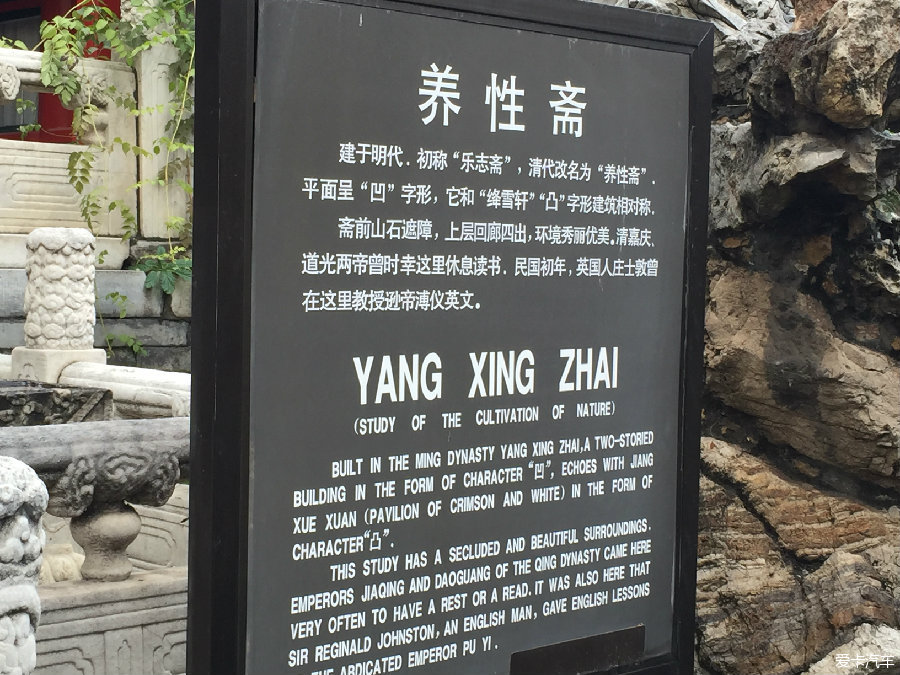 养性斋
建于明代．初称“乐志斋”，清代改名为“养性斋”．
平面呈“凹”字形，它和“绛雪轩”“凸”字形建筑相对称．
斋前山石遮障，上层回廊四出，环境秀丽优美。清嘉庆、
道光两帝曾时幸这里休息读书．民国初年，英国人庄士敦曾
在这里教授逊帝溥仪英文。
YANG XING ZHAI
(STUDY OF THE CULTIVATION OF NATURE)
BUILT IN THE MING DYNASTY YANG XING ZHAI,A TWO-STORIED
BUILDING IN THE FORM OF CHARACTER “凹”, ECHOES WITH JIANG
XUE XUAN (PAVILION OF CRIMSON AND WHITE) IN THE FORM OF
CHARACTER“凸”.
THIS STUDY HAS A SECLUDED AND BEAUTIFUL SURROUNDINGS.
EMPERORS JIAQING AND DAOGUANG OF THE QING DYNASTY CAME HERE
VERY OFTEN TO HAVE A REST OR A READ.IT WAS ALSO HERE THAT
SIR REGINALD JOHNSTON, AN ENGLISH MAN, GAVE ENGLISH LESSONS
THE ABDICATED EMPEROR PU YI.
爱卡汽车